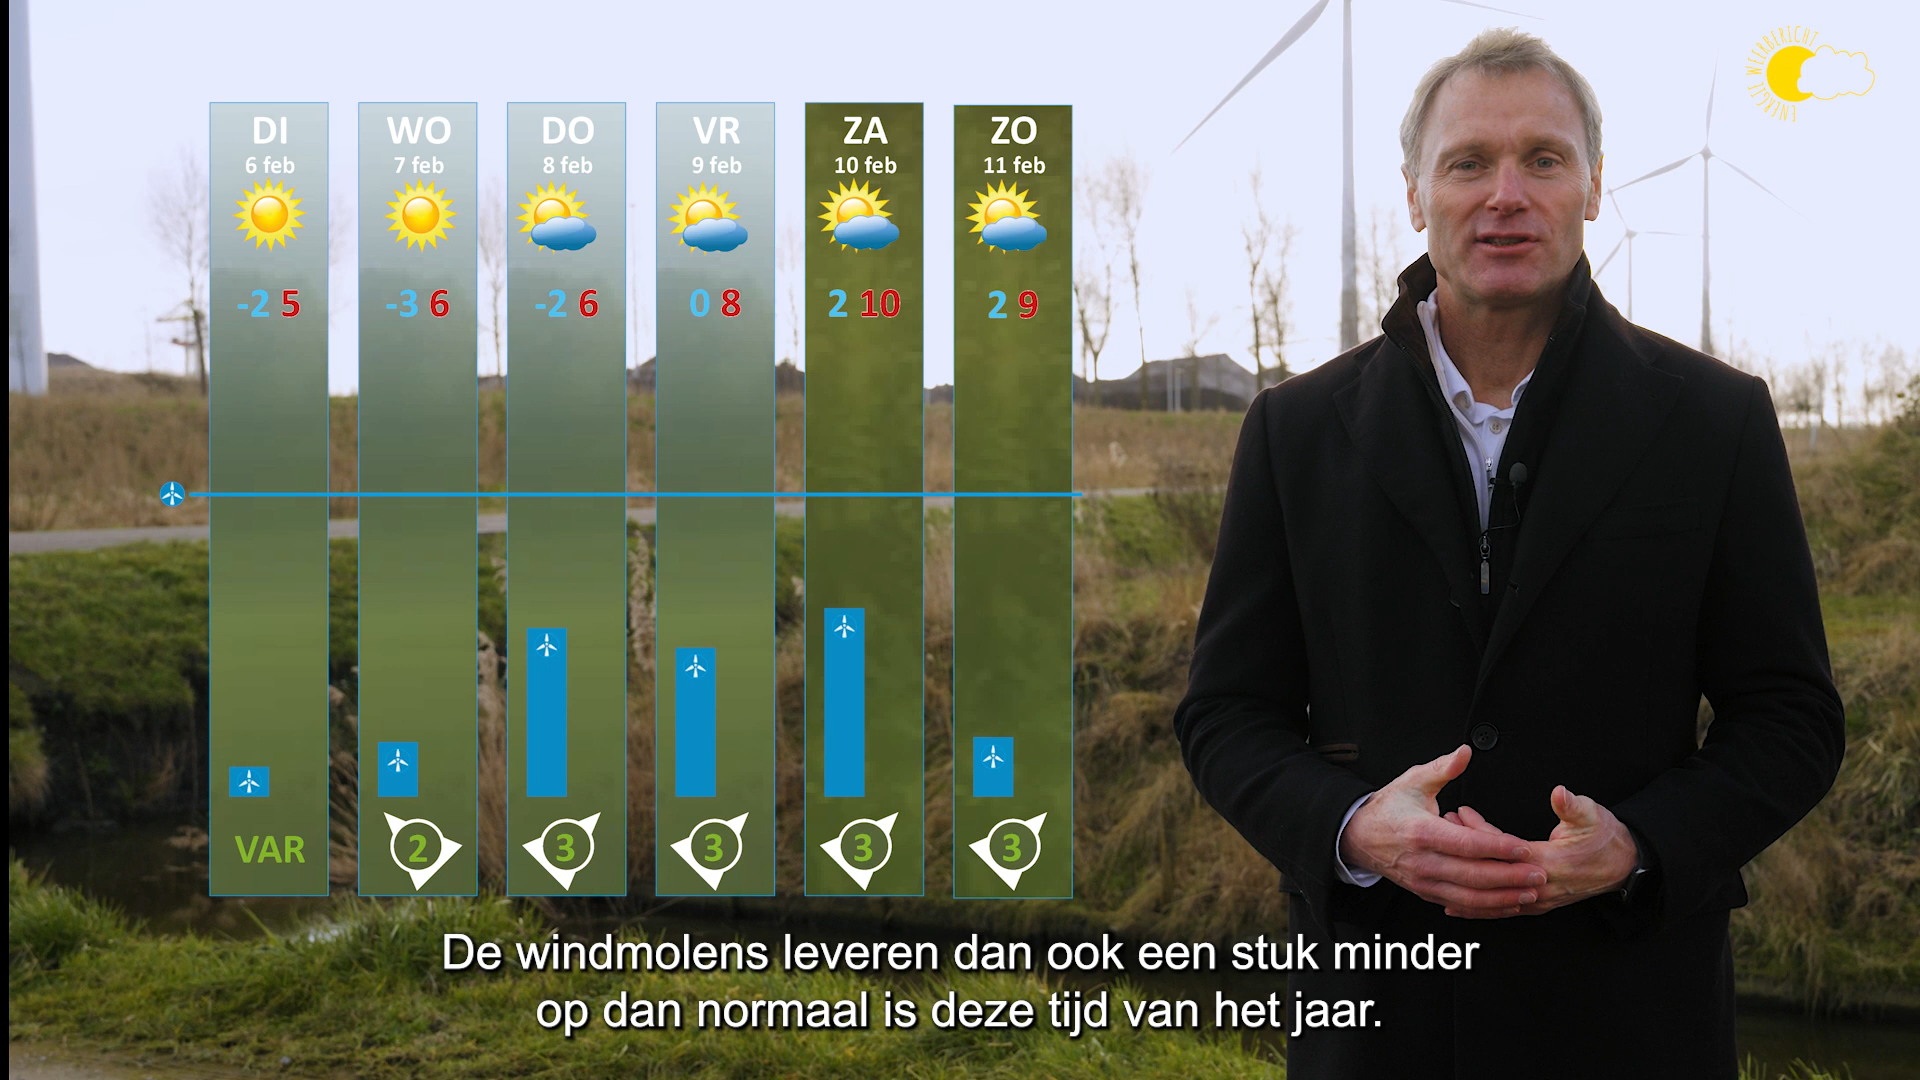 DI WO DO VR ZA ZO
6 feb 7 feb 8 feb 9 feb 10 feb 11 feb
-2 5 -3 6 -2 6 0 8 2 10 2 9
VAR 2 3 3 3 3
ENERGIE WEERBERICHT
De windmolens leveren dan ook een stuk minder
op dan normaal is deze tijd van het jaar.